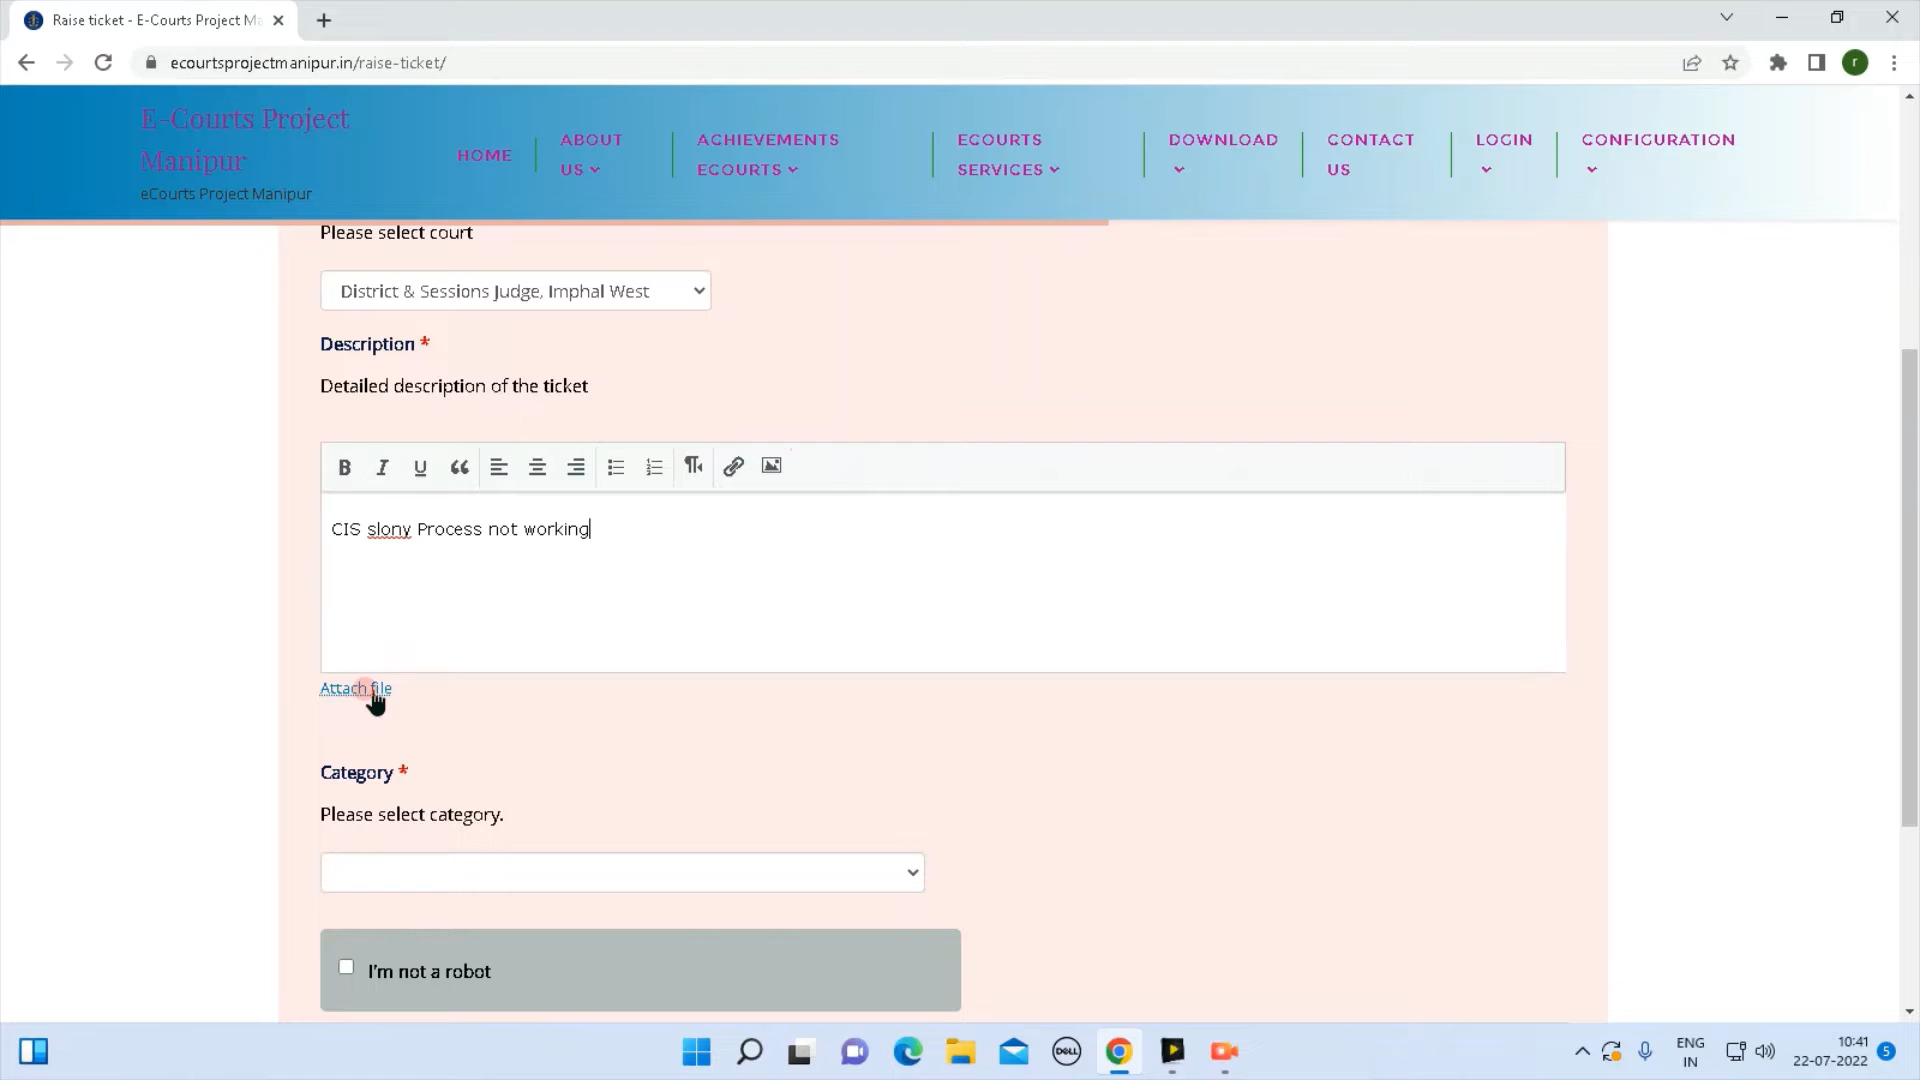 Raise ticket - E-Courts Project Ma
ecourtsprojectmanipur.in/raise-ticket/
r
E-Courts Project
Manipur
eCourts Project Manipur
HOME
ABOUT
US
ACHIEVEMENTS
ECOURTS
ECOURTS
SERVICES
DOWNLOAD
CONTACT
US
LOGIN
CONFIGURATION
Please select court
District & Sessions Judge, Imphal West
Description *
Detailed description of the ticket
B I U
CIS slony Process not working
Attach file
Category *
Please select category.
I'm not a robot
DELL
ENG
IN
10:41
22-07-2022
5